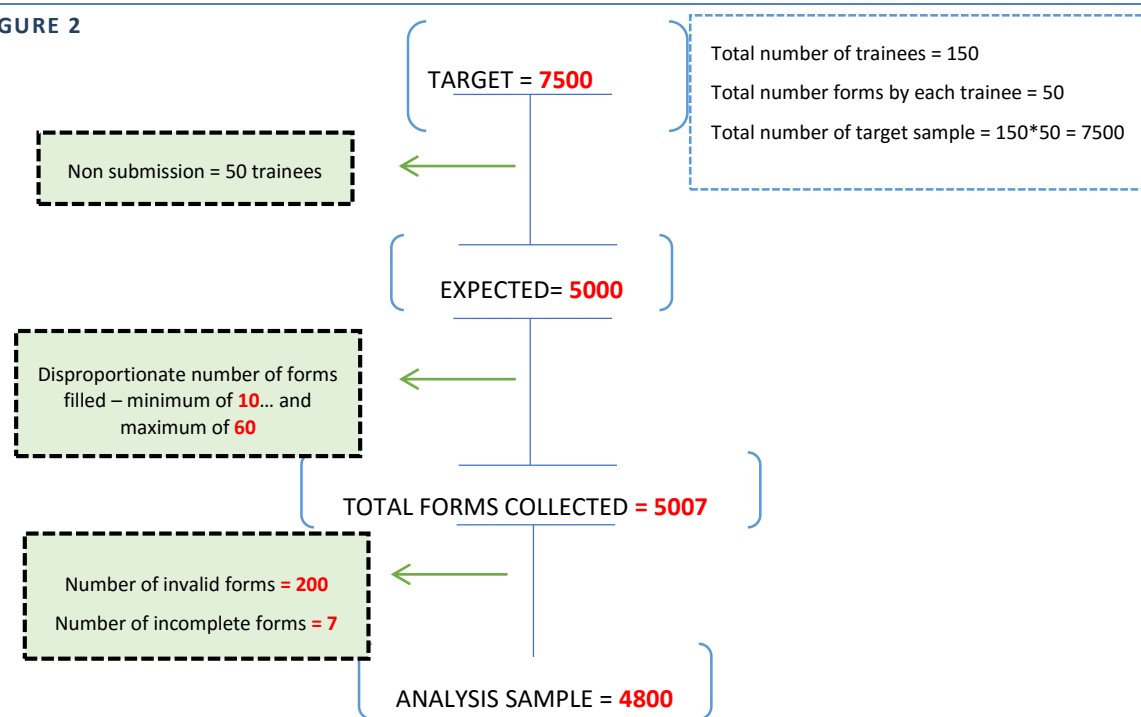 GURE 2
TARGET = 7500
Total number of trainees = 150
Total number forms by each trainee = 50
Total number of target sample = 150*50 = 7500
Non submission = 50 trainees
EXPECTED= 5000
Disproportionate number of forms
filled – minimum of 10... and
maximum of 60
TOTAL FORMS COLLECTED = 5007
Number of invalid forms = 200
Number of incomplete forms = 7
ANALYSIS SAMPLE = 4800